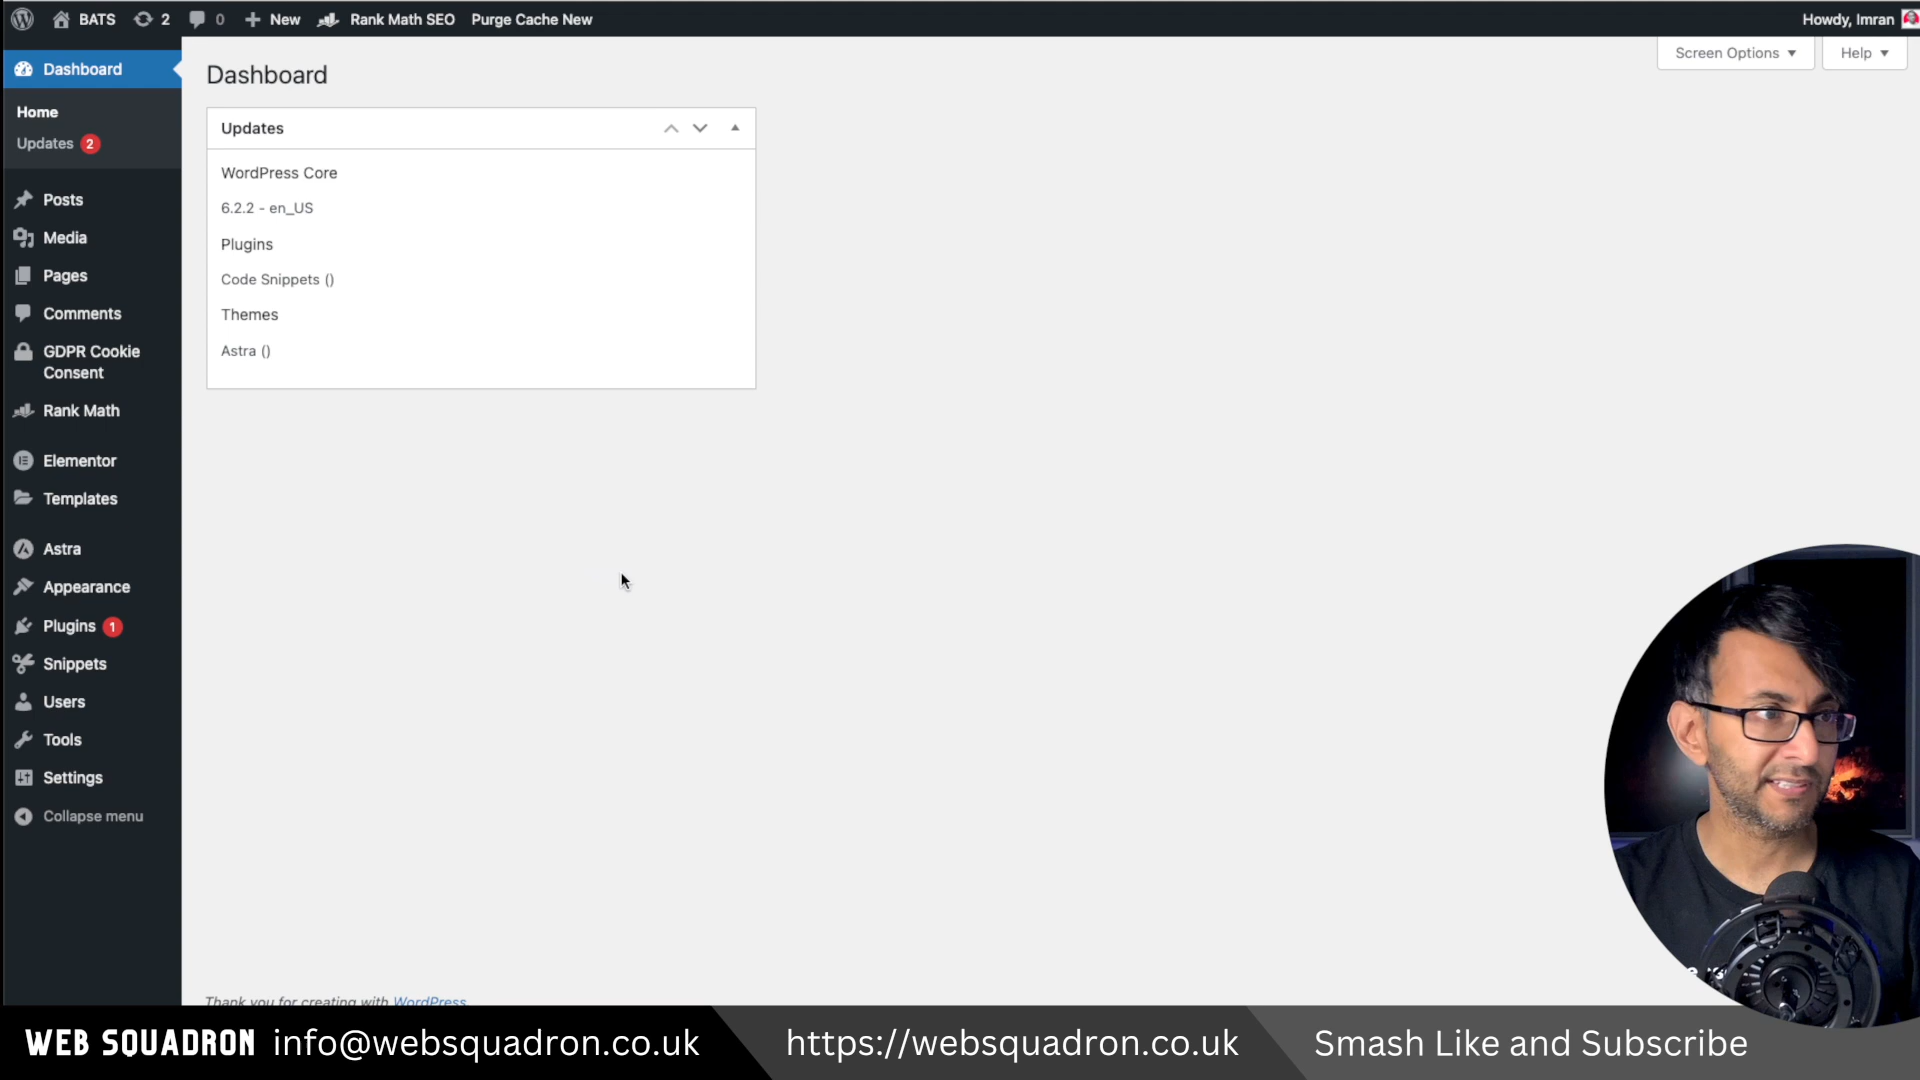 BATS 2 0 New Rank Math SEO Purge Cache New Howdy, Imran
Screen Options Help
Dashboard
Home
Updates 2
Posts
Media
Pages
Comments
GDPR Cookie
Consent
Rank Math
Elementor
Templates
Astra
Appearance
Plugins 1
Snippets
Users
Tools
Settings
Collapse menu
Dashboard
Updates
WordPress Core
6.2.2 - en_US
Plugins
Code Snippets ()
Themes
Astra ()
Thank you for creating with WordPress.
WEB SQUADRON info@websquadron.co.uk https://websquadron.co.uk Smash Like and Subscribe